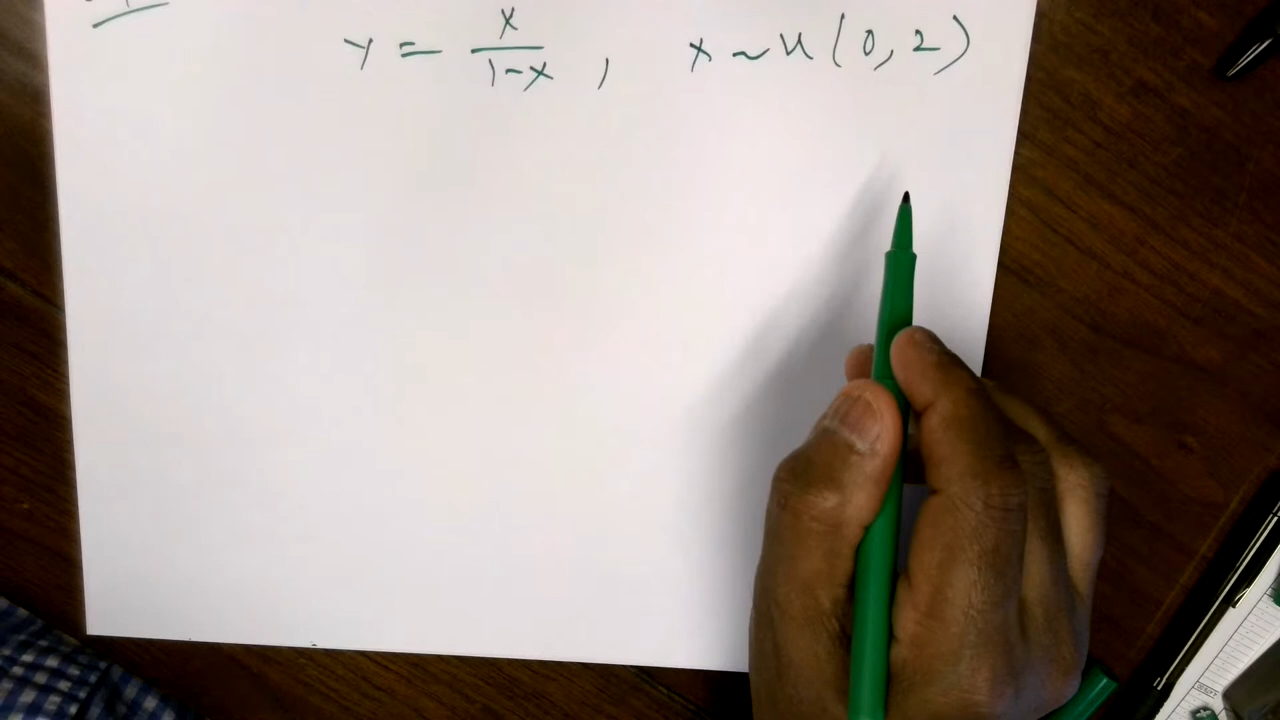 y = x/(1-x) , x ~ U(0, 2)